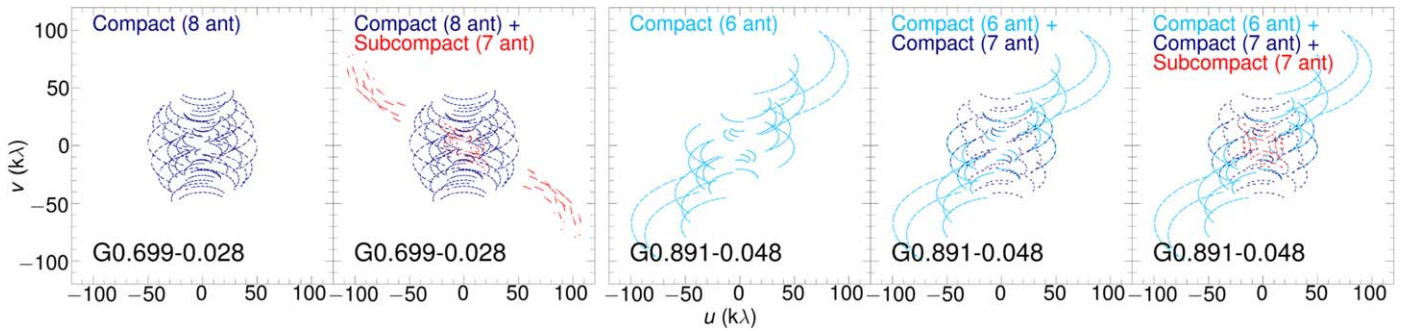 Compact (8 ant)
G0.699-0.028
Compact (8 ant) +
Subcompact (7 ant)
G0.699-0.028
Compact (6 ant)
G0.891-0.048
Compact (6 ant) +
Compact (7 ant)
G0.891-0.048
Compact (6 ant) +
Compact (7 ant) +
Subcompact (7 ant)
G0.891-0.048
100
50
0
−50
−100
v (kλ)
−100 −50 0 50 100
−100 −50 0 50 100
−100 −50 0 50 100
−100 −50 0 50 100
−100 −50 0 50 100
u (kλ)